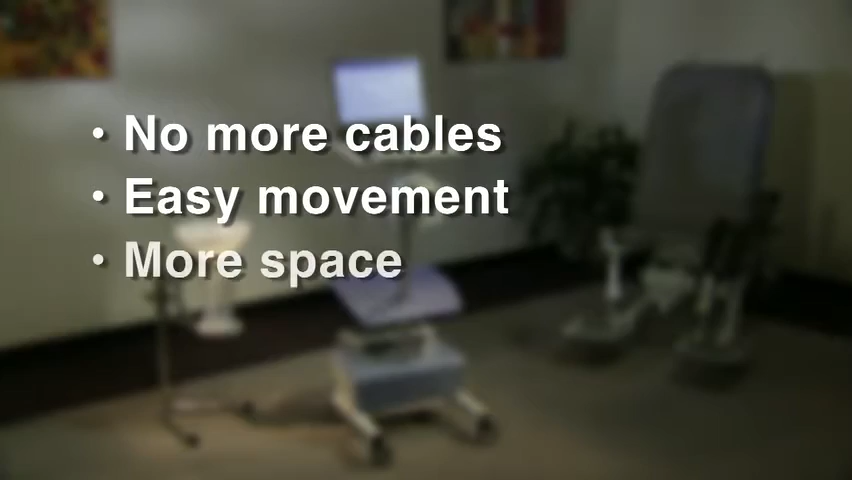 • No more cables
• Easy movement
• More space